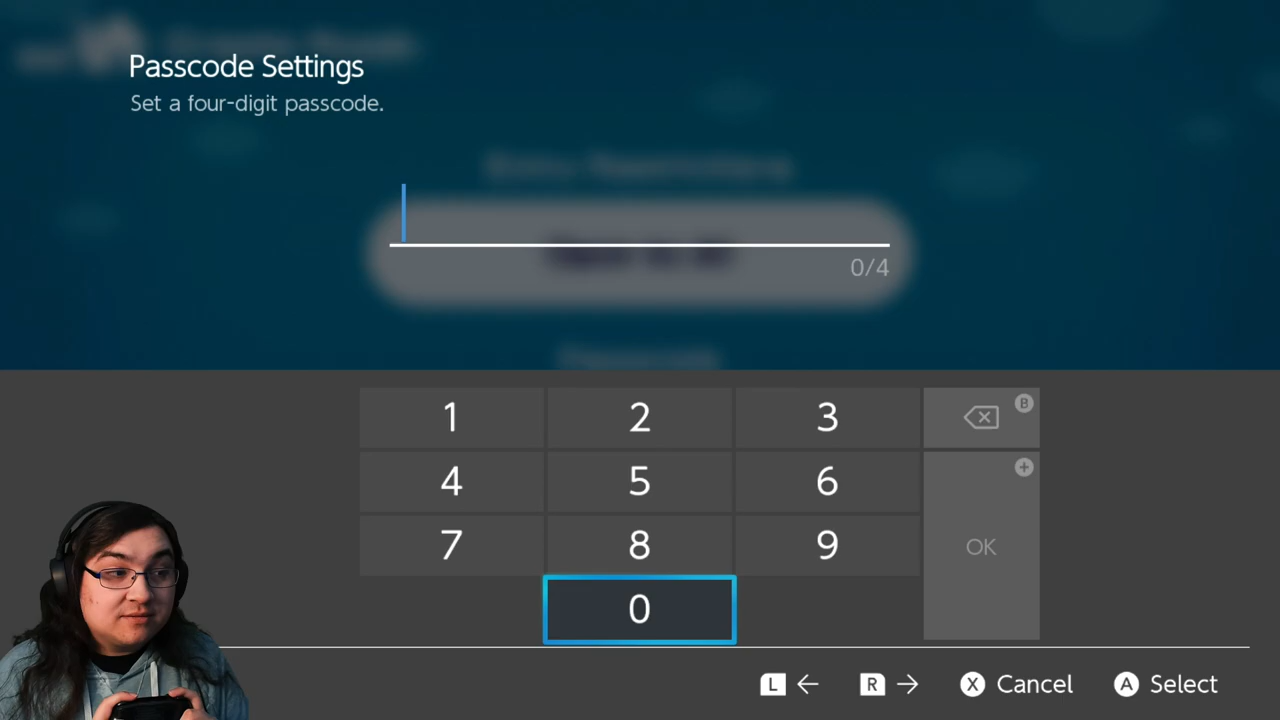 Passcode Settings
Set a four-digit passcode.
0/4
1 2 3 B
4 5 6 +
7 8 9 OK
0
L ← R → X Cancel A Select